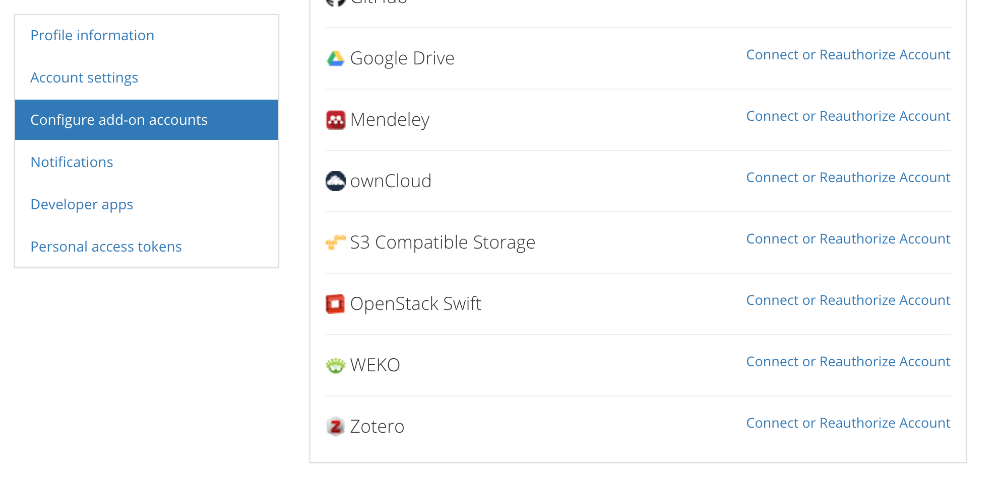 Profile information
Account settings
Configure add-on accounts
Notifications
Developer apps
Personal access tokens
GitHub
Google Drive Connect or Reauthorize Account
Mendeley Connect or Reauthorize Account
ownCloud Connect or Reauthorize Account
S3 Compatible Storage Connect or Reauthorize Account
OpenStack Swift Connect or Reauthorize Account
WEKO Connect or Reauthorize Account
Zotero Connect or Reauthorize Account